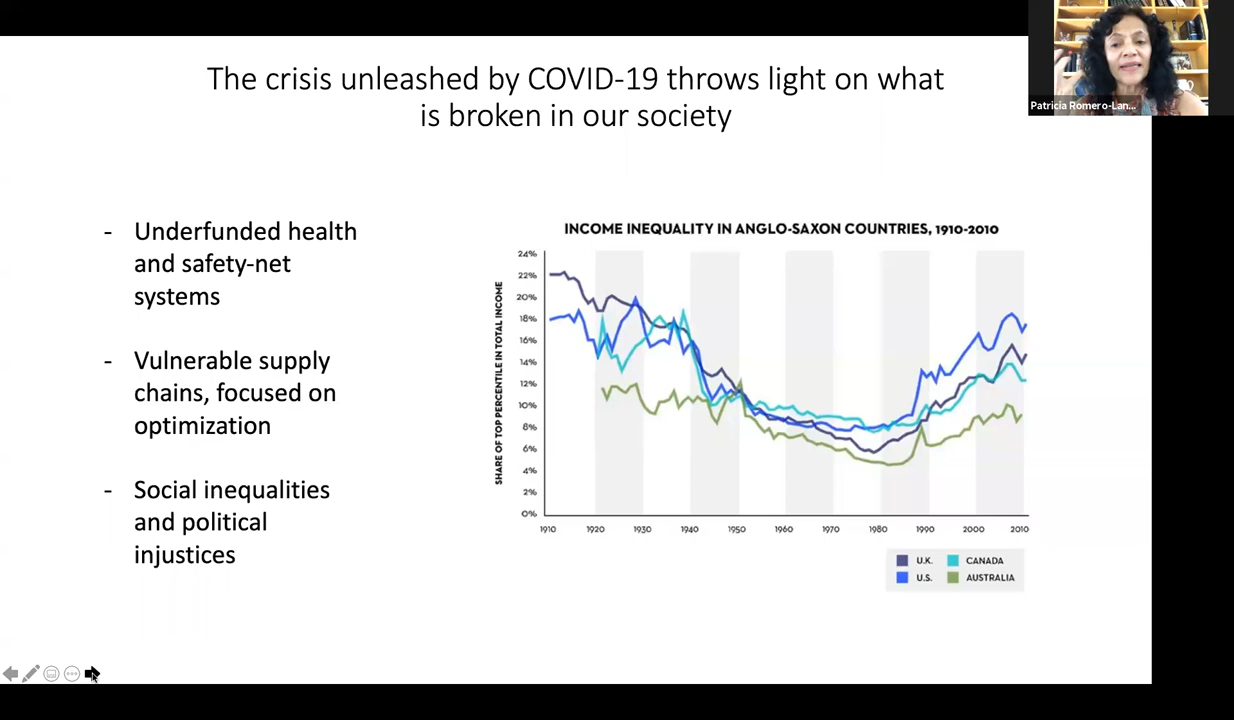 The crisis unleashed by COVID-19 throws light on what
is broken in our society
Patricia Romero-Lan...
- Underfunded health
and safety-net
systems
- Vulnerable supply
chains, focused on
optimization
- Social inequalities
and political
injustices
INCOME INEQUALITY IN ANGLO-SAXON COUNTRIES, 1910-2010
SHARE OF TOP PERCENTILE IN TOTAL INCOME
24%
22%
20%
18%
16%
14%
12%
10%
8%
6%
4%
2%
0%
1910 1920 1930 1940 1950 1960 1970 1980 1990 2000 2010
U.K. CANADA
U.S. AUSTRALIA